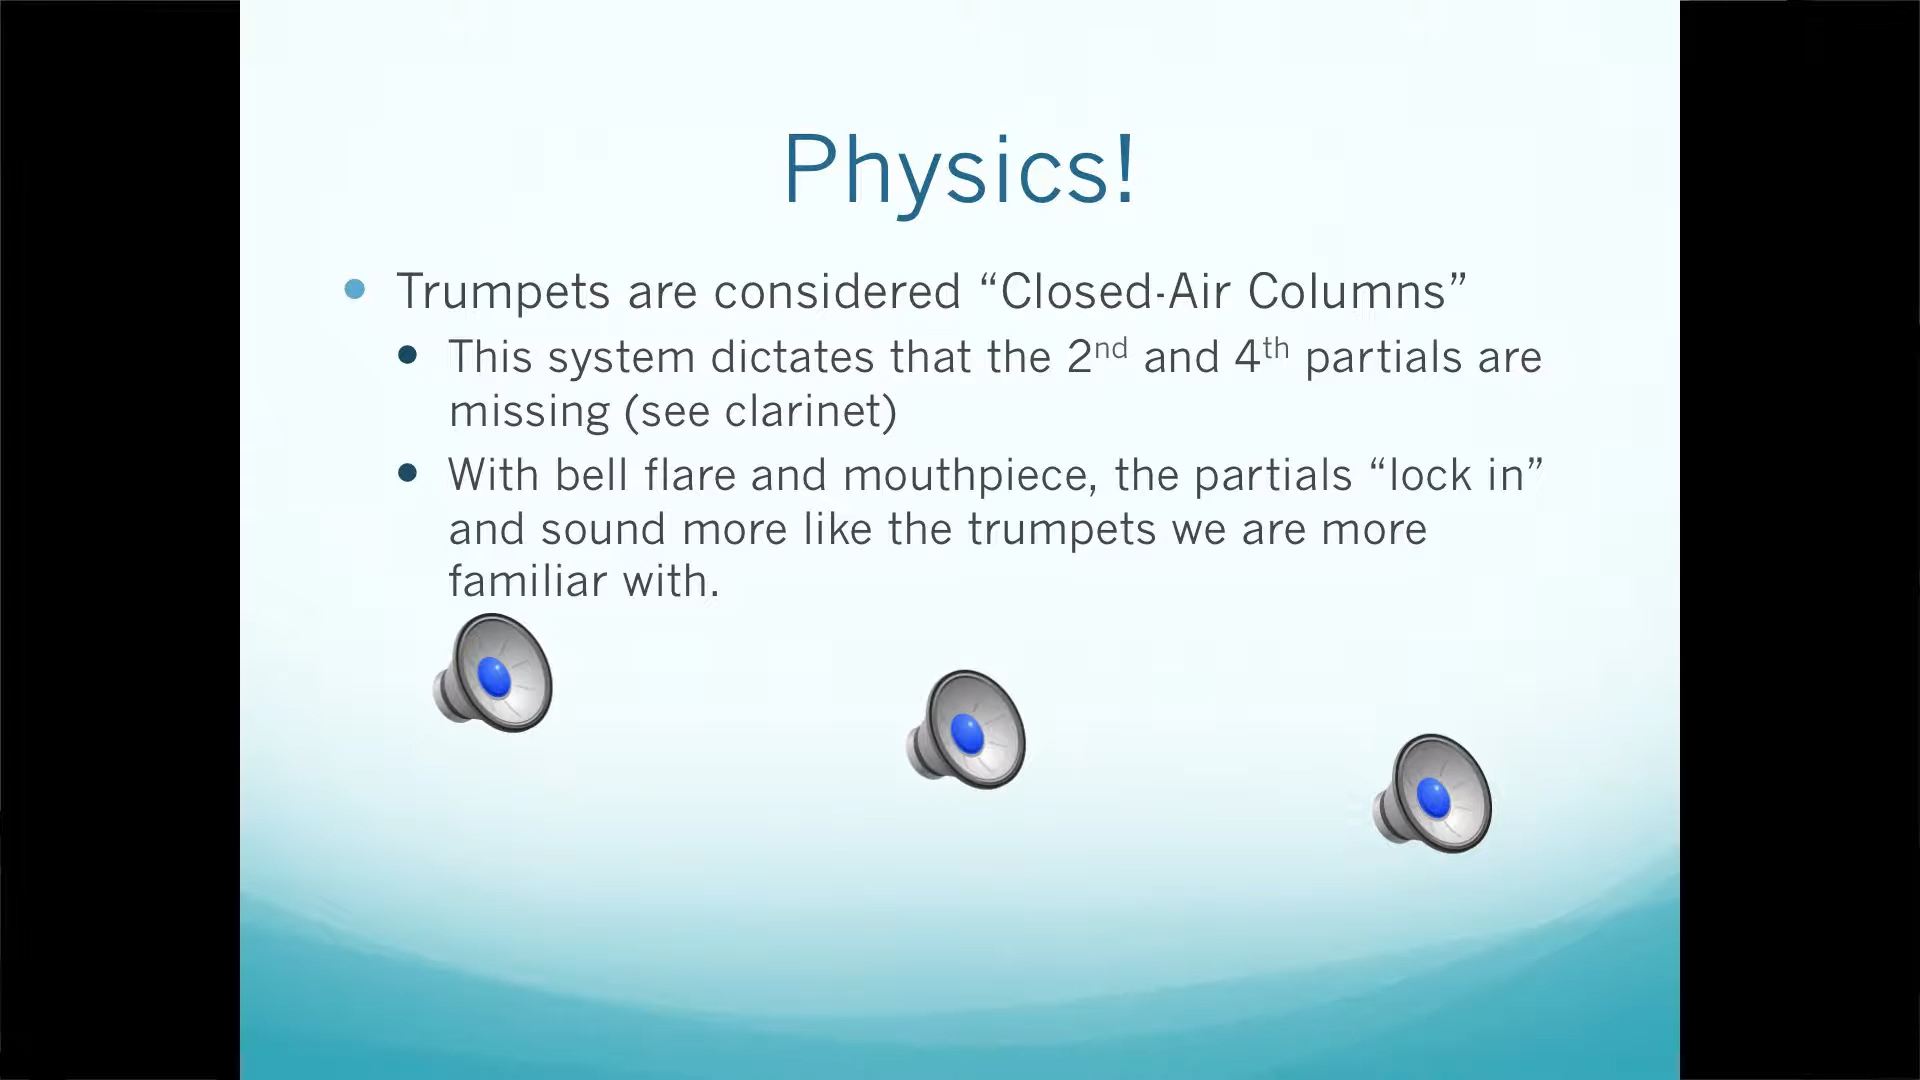 Physics!
Trumpets are considered “Closed-Air Columns”
This system dictates that the 2nd and 4th partials are
missing (see clarinet)
With bell flare and mouthpiece, the partials “lock in”
and sound more like the trumpets we are more
familiar with.